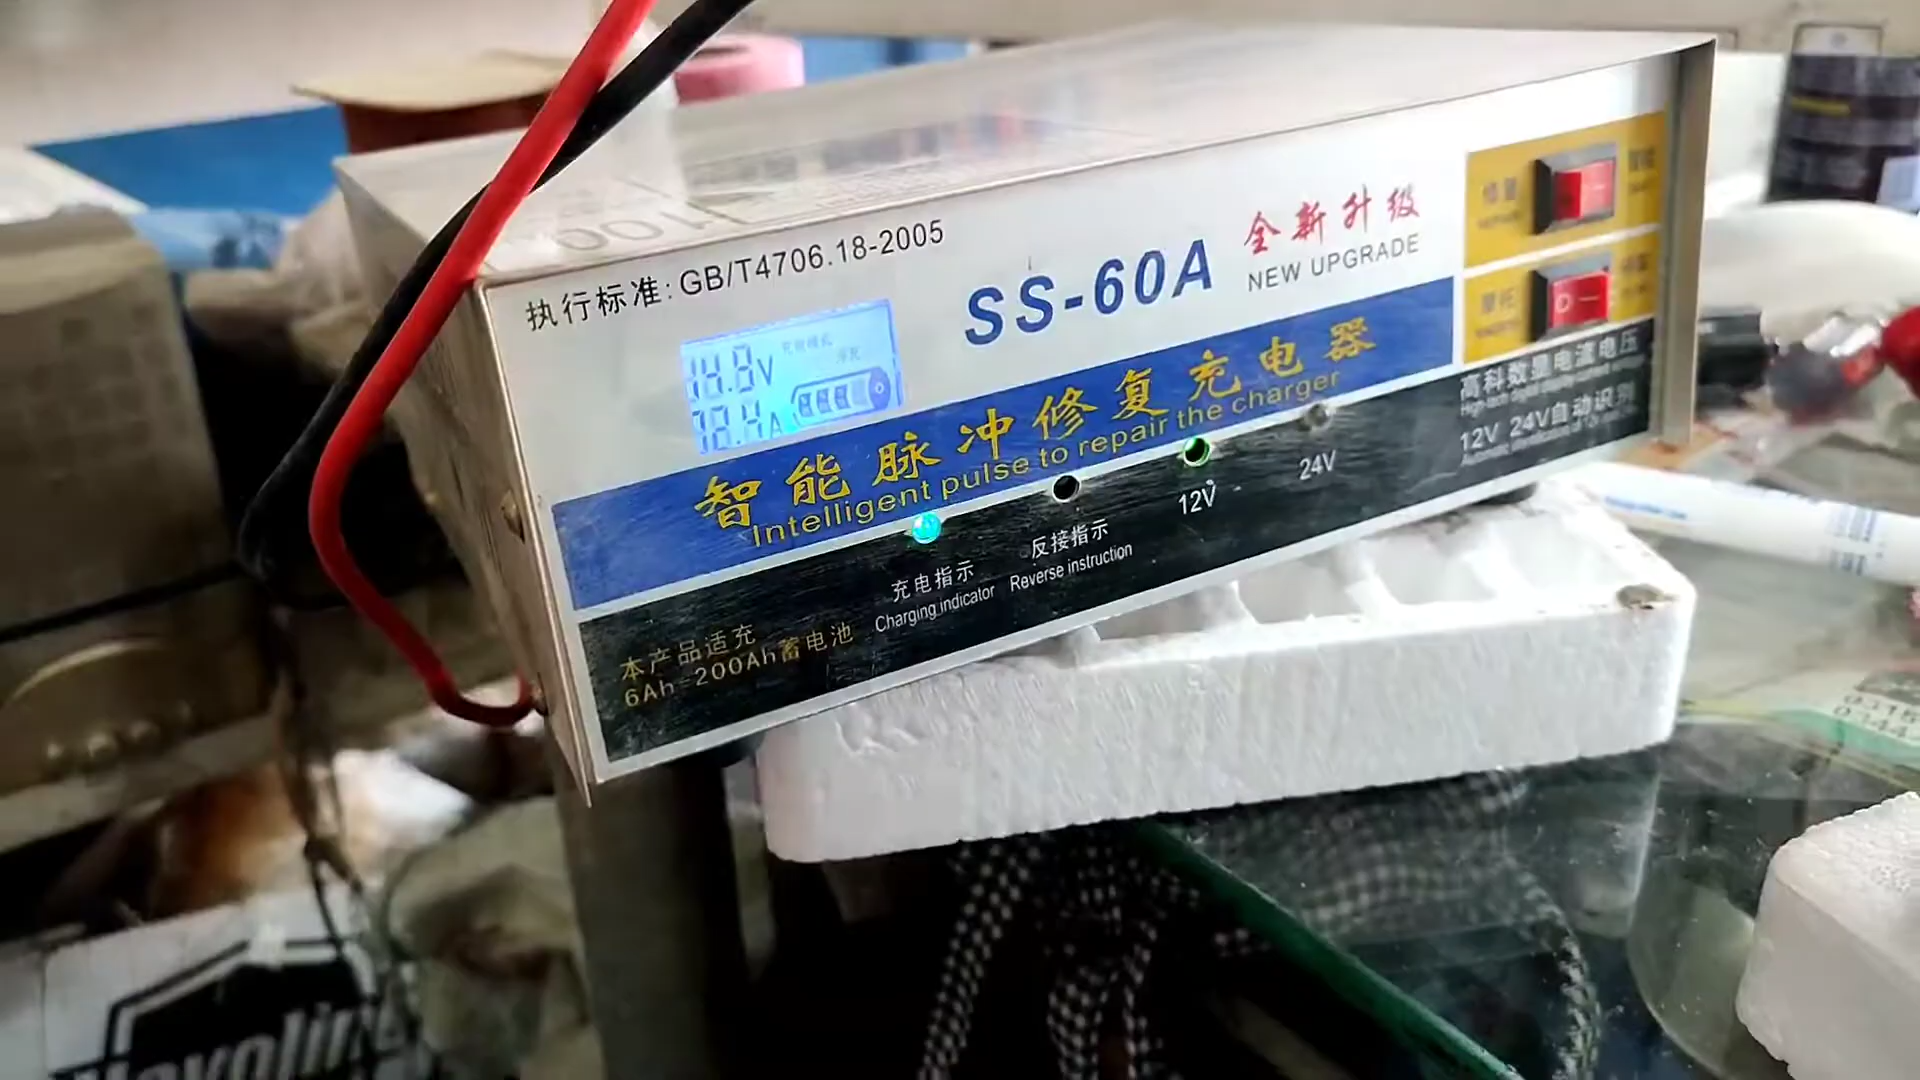 执行标准: GB/T4706.18-2005
SS-60A
全新升级
NEW UPGRADE
14.8V
A
智能脉冲修复充电器
Intelligent pulse to repair the charger
12V
24V
充电指示
Charging indicator
反接指示
Reverse instruction
本产品适充
6Ah-200Ah蓄电池
高科数显电流电压
12V 24V自动识别
Havoline